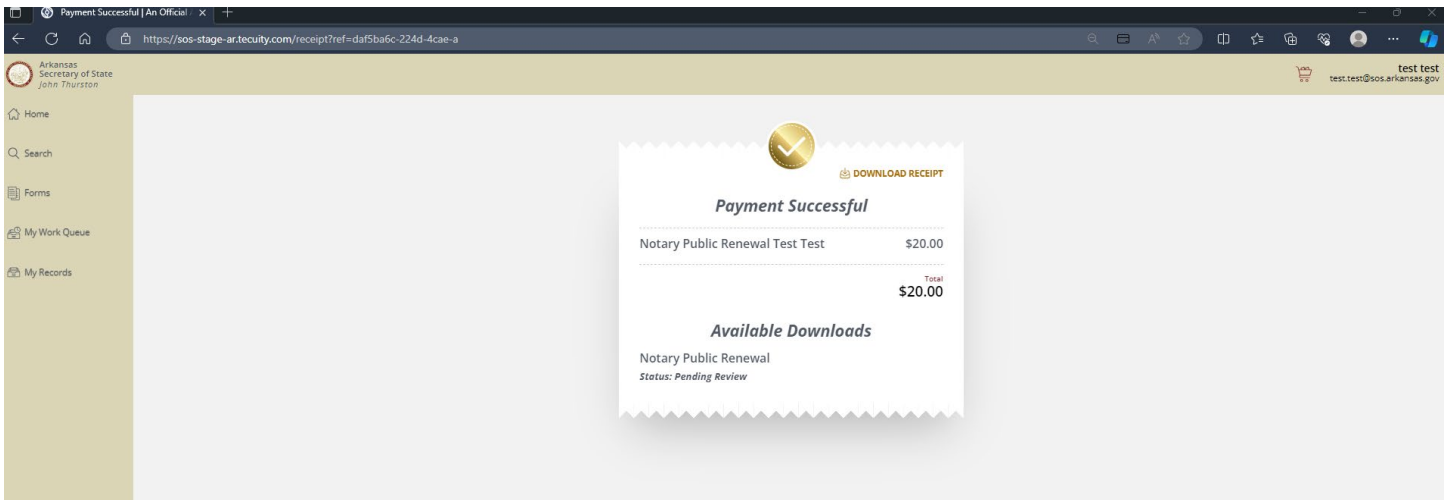 Payment Successful | An Official
https://sos-stage-ar.tecuity.com/receipt?ref=daf5ba6c-224d-4cae-a
Arkansas
Secretary of State
John Thurston
test test
test.test@sos.arkansas.gov
Home
Search
Forms
My Work Queue
My Records
DOWNLOAD RECEIPT
Payment Successful
Notary Public Renewal Test Test $20.00
Total
$20.00
Available Downloads
Notary Public Renewal
Status: Pending Review